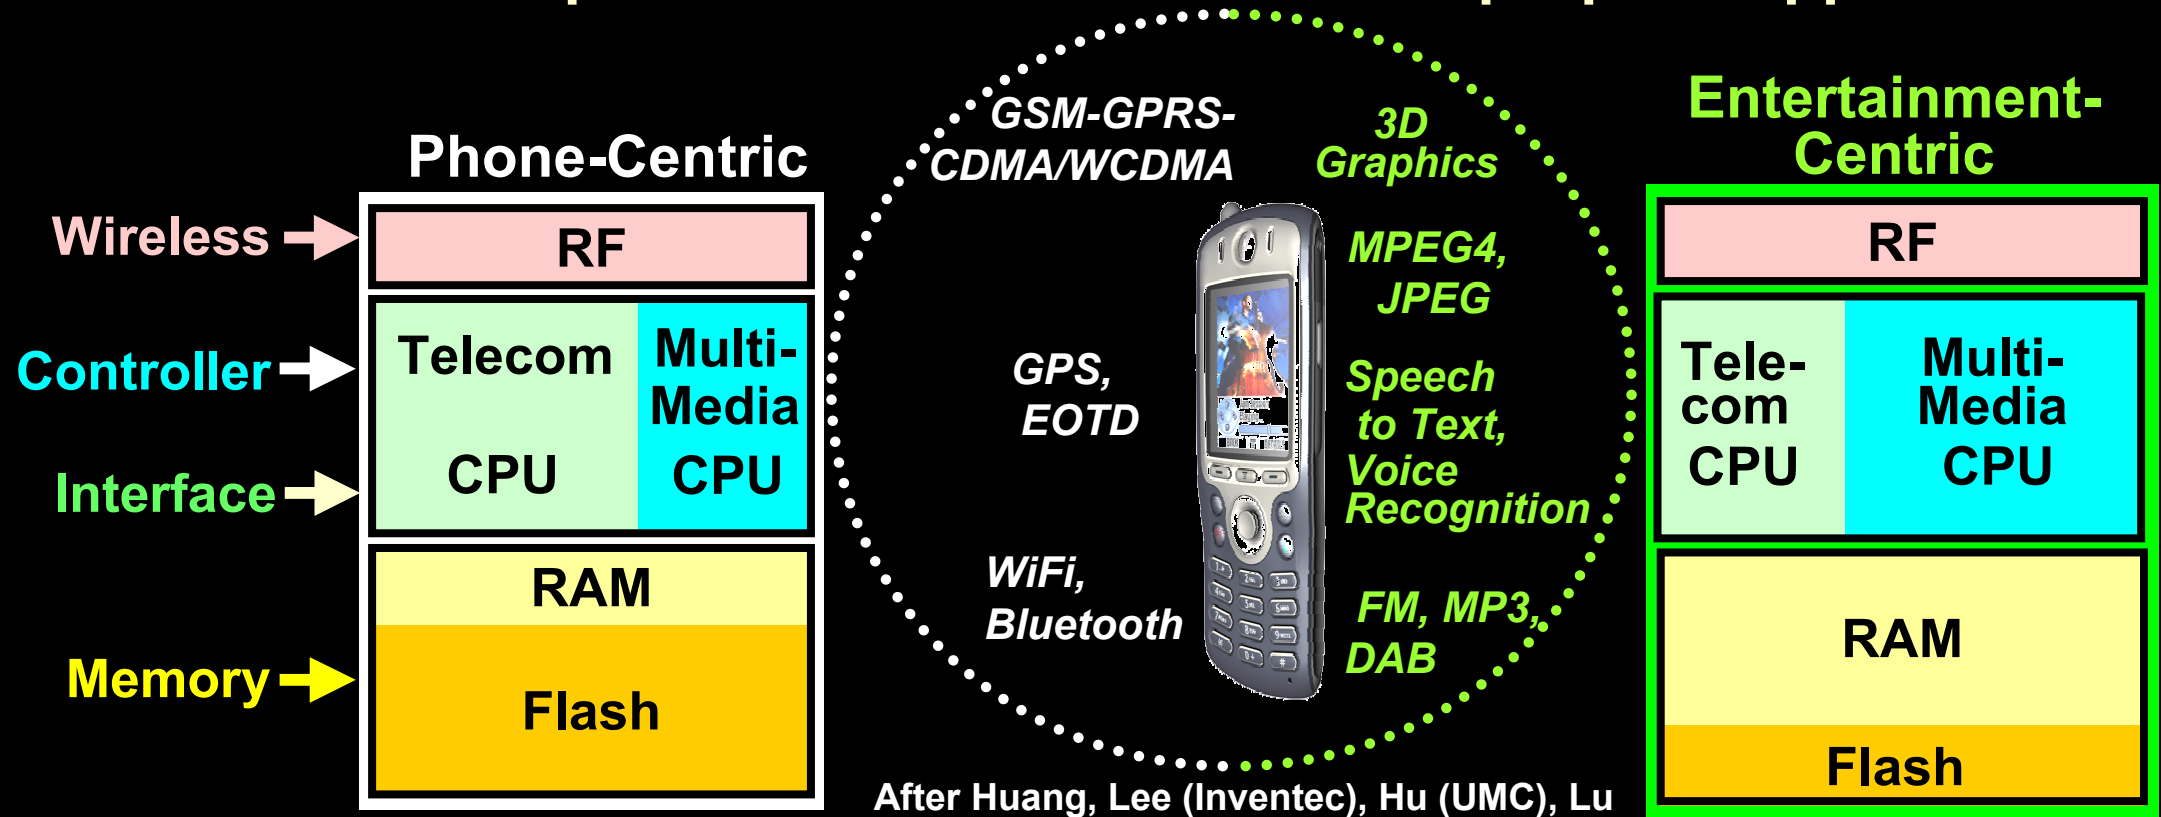 Phone-Centric
Wireless
Controller
Interface
Memory
RF
Telecom
CPU
Multi-
Media
CPU
RAM
Flash
GSM-GPRS-
CDMA/WCDMA
GPS,
EOTD
WiFi,
Bluetooth
3D
Graphics
MPEG4,
JPEG
Speech
to Text,
Voice
Recognition
FM, MP3,
DAB
After Huang, Lee (Inventec), Hu (UMC), Lu
Entertainment-
Centric
RF
Tele-
com
CPU
Multi-
Media
CPU
RAM
Flash